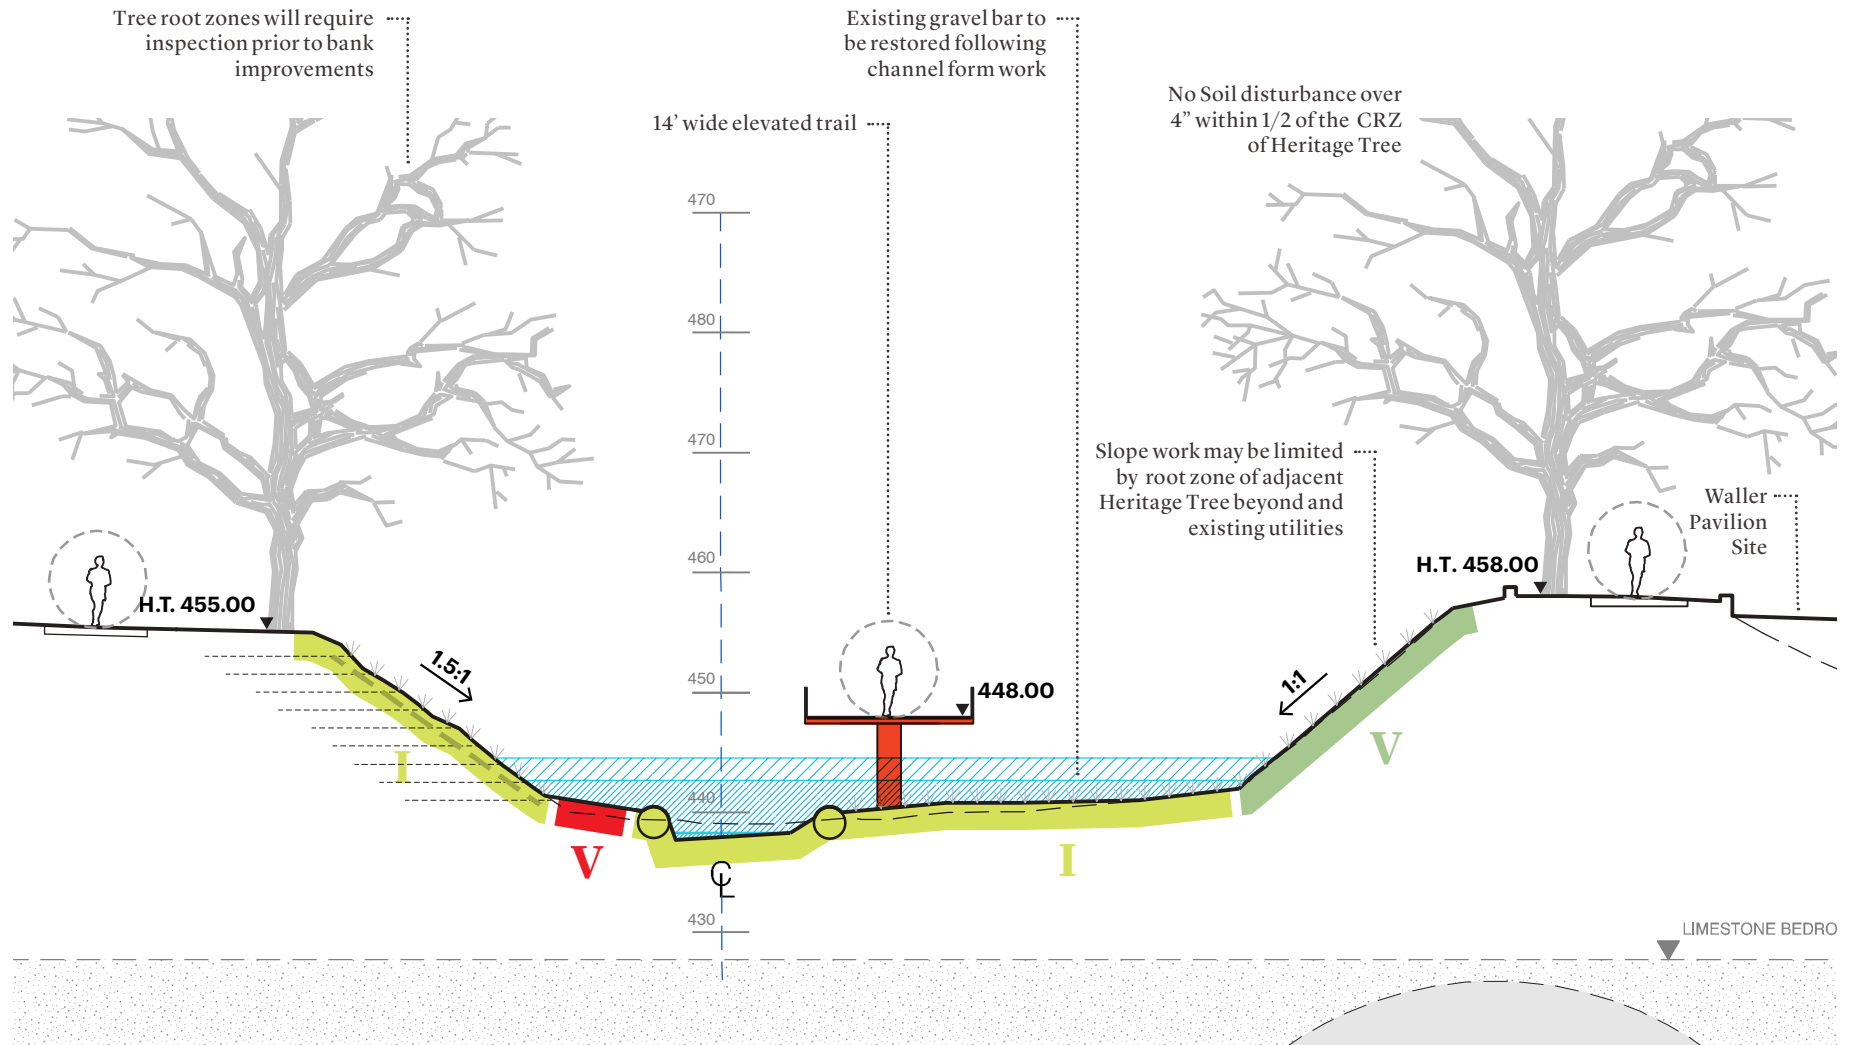 Tree root zones will require
inspection prior to bank
improvements
Existing gravel bar to
be restored following
channel form work
14’ wide elevated trail
No Soil disturbance over
4” within 1/2 of the CRZ
of Heritage Tree
470
480
470
460
450
440
430
Slope work may be limited
by root zone of adjacent
Heritage Tree beyond and
existing utilities
Waller
Pavilion
Site
H.T. 455.00
H.T. 458.00
1.5:1
448.00
1:1
I
V
V
I
CL
LIMESTONE BEDRO